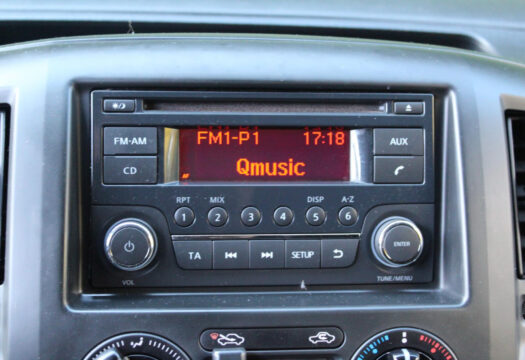 FM-AM
CD
FM1-P1 17:18
AF
Qmusic
AUX
RPT MIX DISP A-Z
1 2 3 4 5 6
TA SETUP
ENTER
VOL
TUNE/MENU